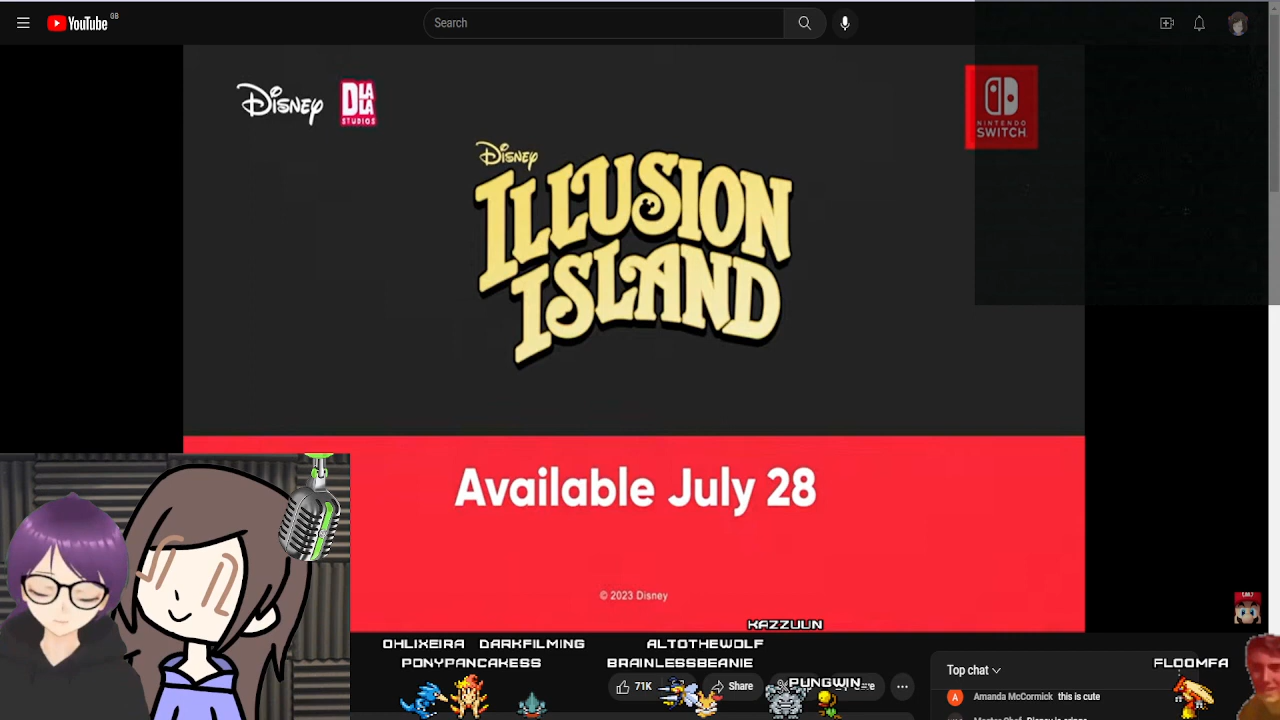 YouTube GB
Search
Disney
DLALA
STUDIOS
NINTENDO
SWITCH
Disney
ILLUSION
ISLAND
Available July 28
© 2023 Disney
KAZZUUN
OHLIXEIRA DARKFILMING ALTOTHEWOLF
PONYPANCAKESS BRAINLESSBEANIE
FLOOMFA
Top chat
71K
Share
PUNGWIN
Amanda McCormick this is cute